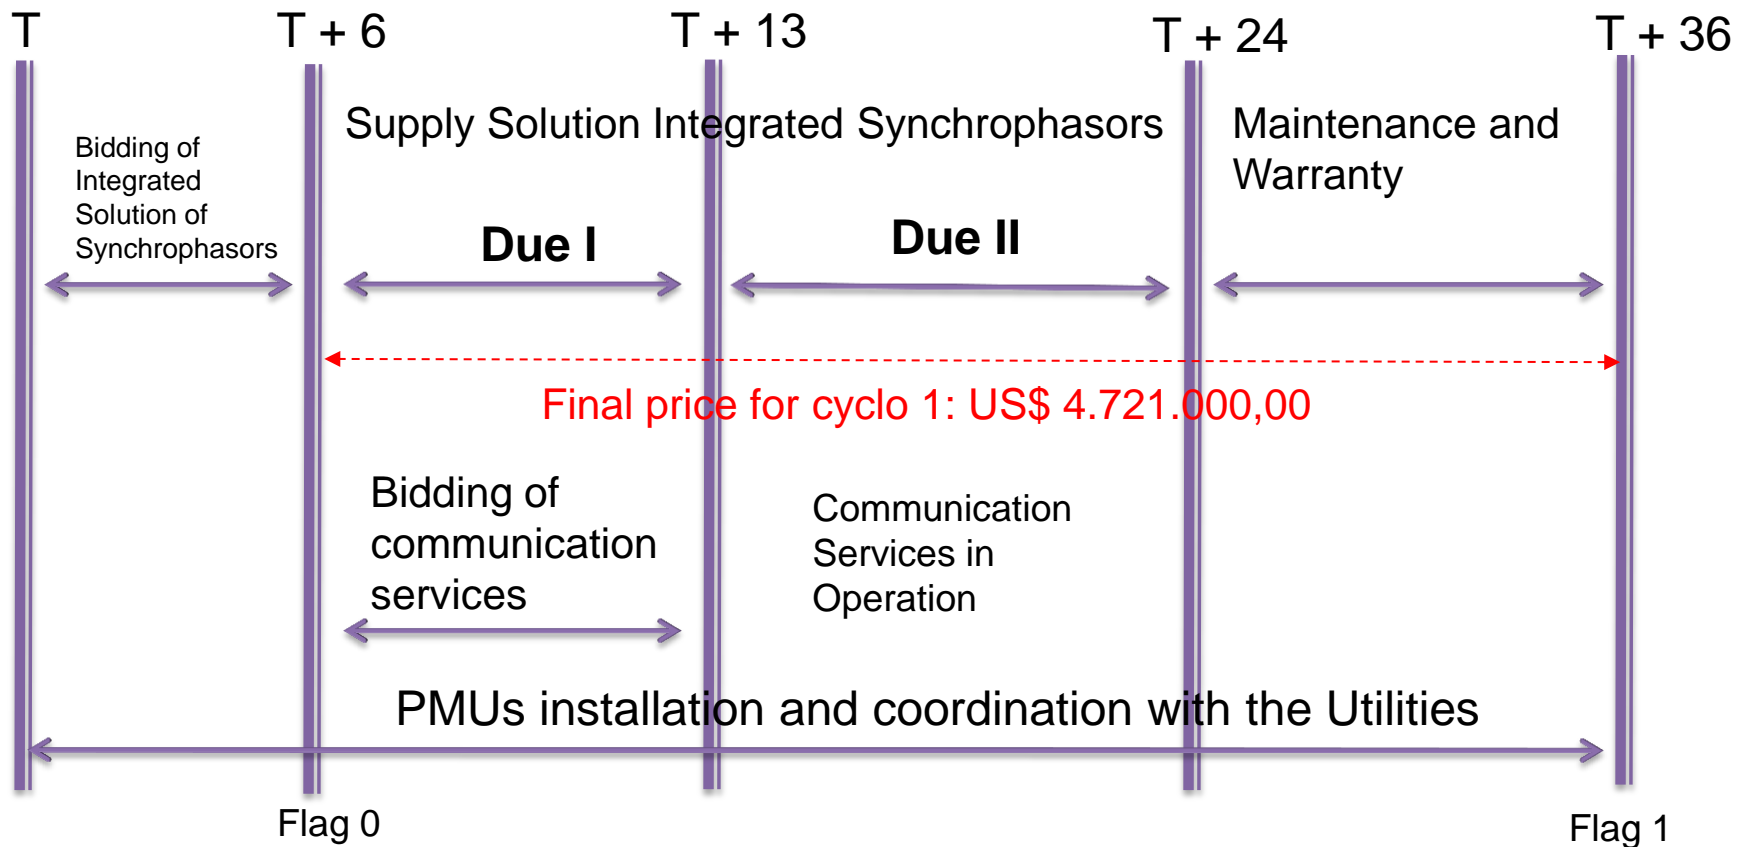 T
T + 6
T + 13
T + 24
T + 36
Bidding of
Integrated
Solution of
Synchrophasors
Supply Solution Integrated Synchrophasors
Maintenance and
Warranty
Due I
Due II
Final price for cyclo 1: US$ 4.721.000,00
Bidding of
communication
services
Communication
Services in
Operation
PMUs installation and coordination with the Utilities
Flag 0
Flag 1